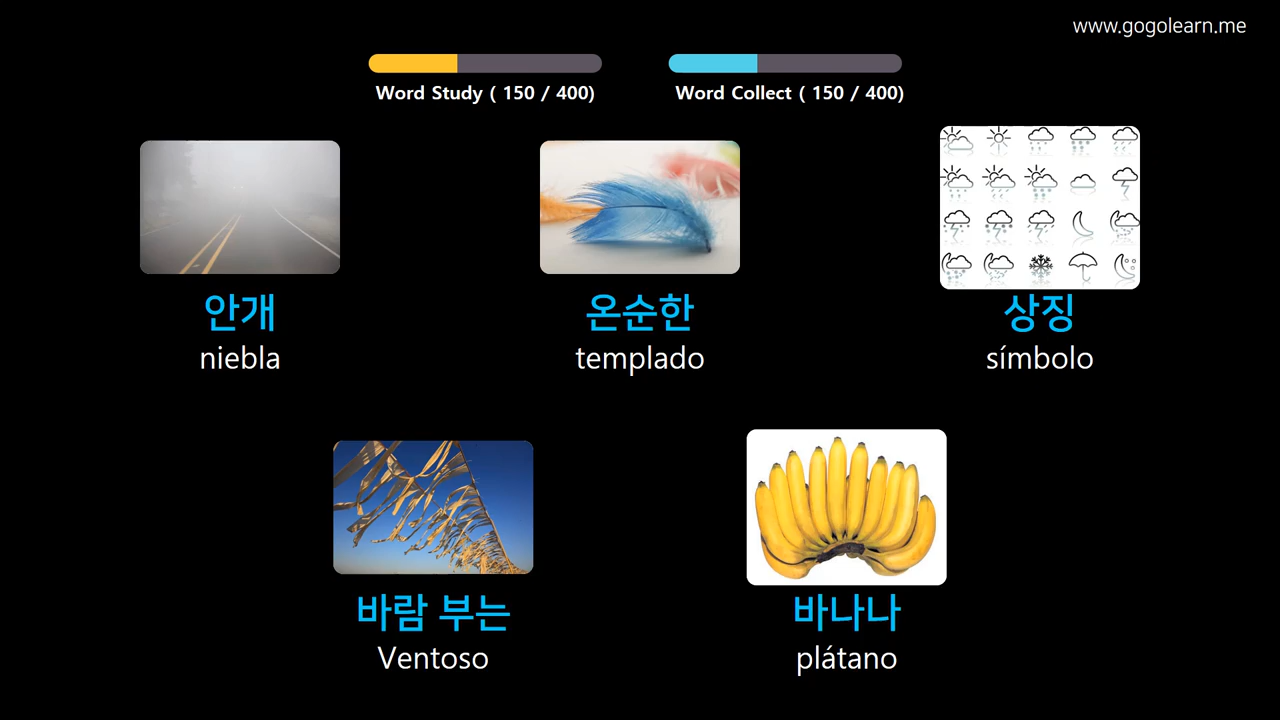 www.gogolearn.me
Word Study ( 150 / 400)
Word Collect ( 150 / 400)
안개
niebla
온순한
templado
상징
símbolo
바람 부는
Ventoso
바나나
plátano